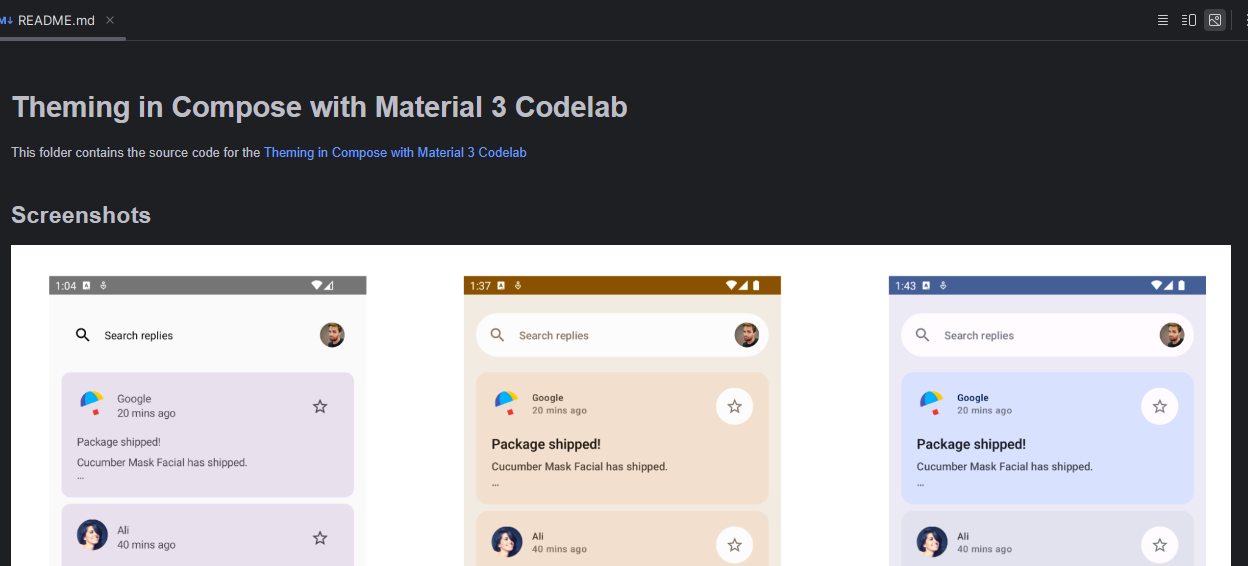 M↓ README.md
Theming in Compose with Material 3 Codelab
This folder contains the source code for the Theming in Compose with Material 3 Codelab
Screenshots
1:04 A
Search replies
Google
20 mins ago
Package shipped!
Cucumber Mask Facial has shipped.
...
Ali
40 mins ago
1:37 A
Search replies
Google
20 mins ago
Package shipped!
Cucumber Mask Facial has shipped.
...
Ali
40 mins ago
1:43 A
Search replies
Google
20 mins ago
Package shipped!
Cucumber Mask Facial has shipped.
...
Ali
40 mins ago